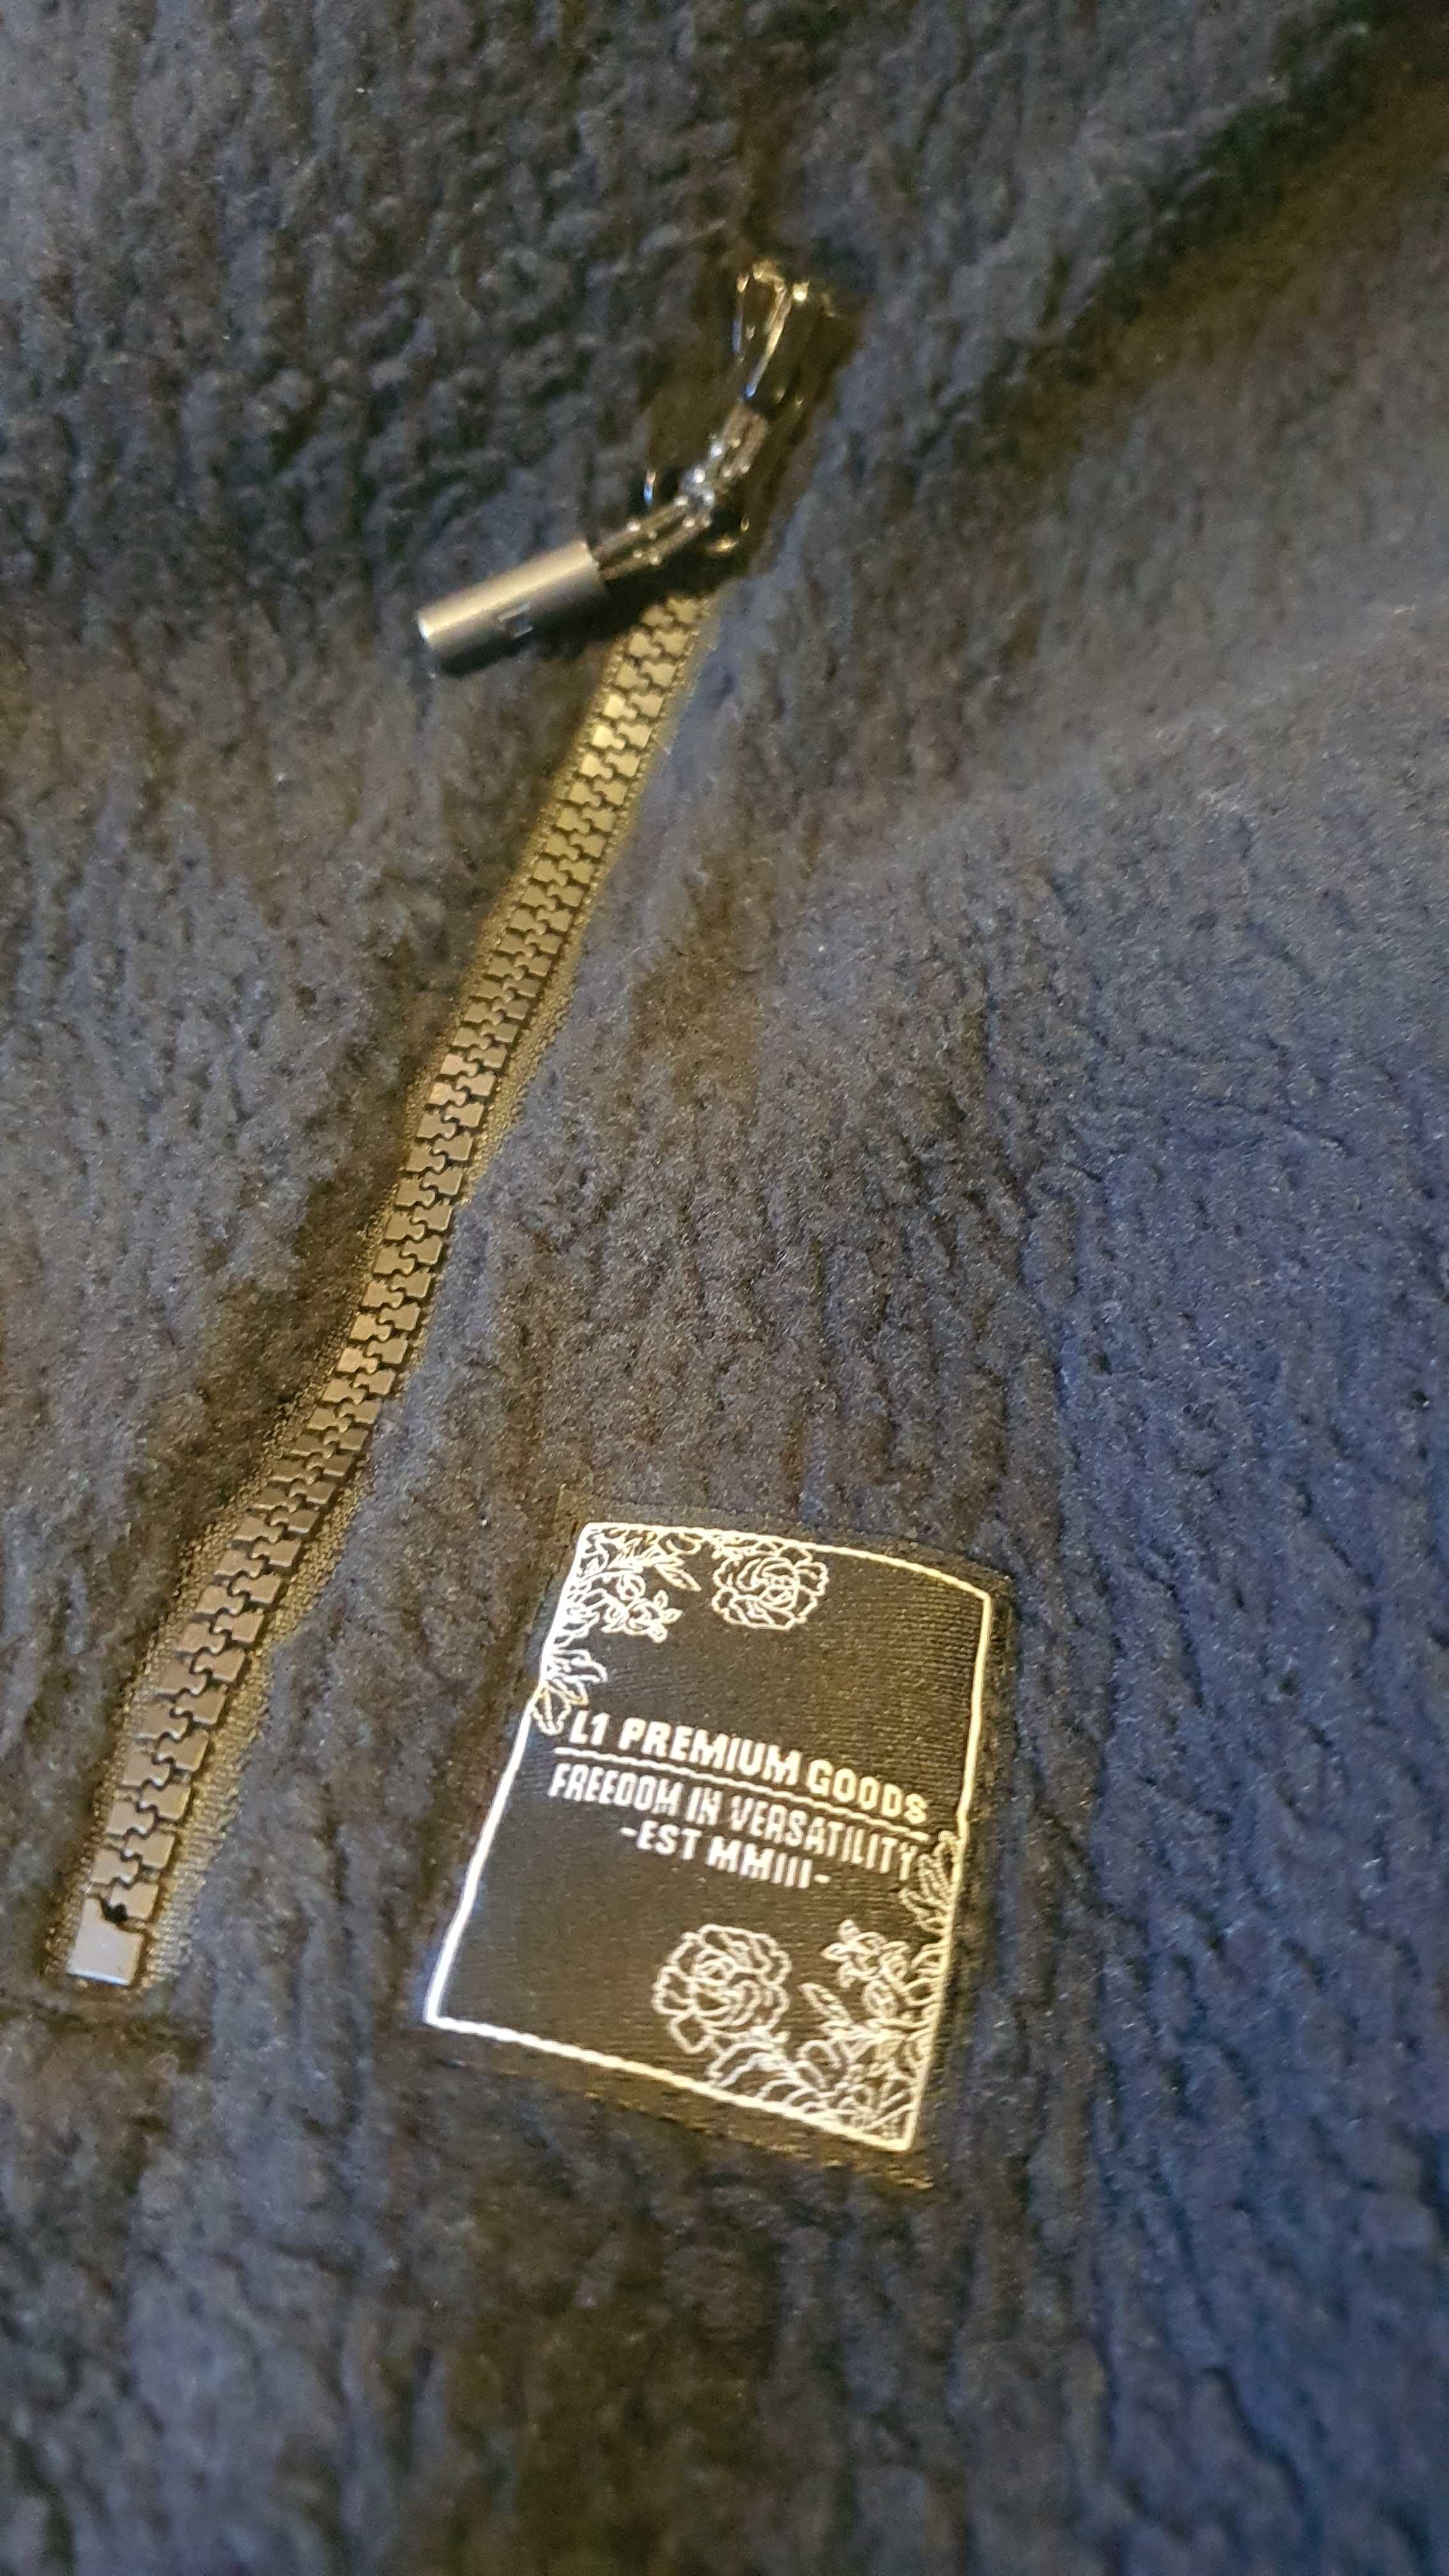 L1 PREMIUM GOODS
FREEDOM IN VERSATILITY
-EST MMIII-